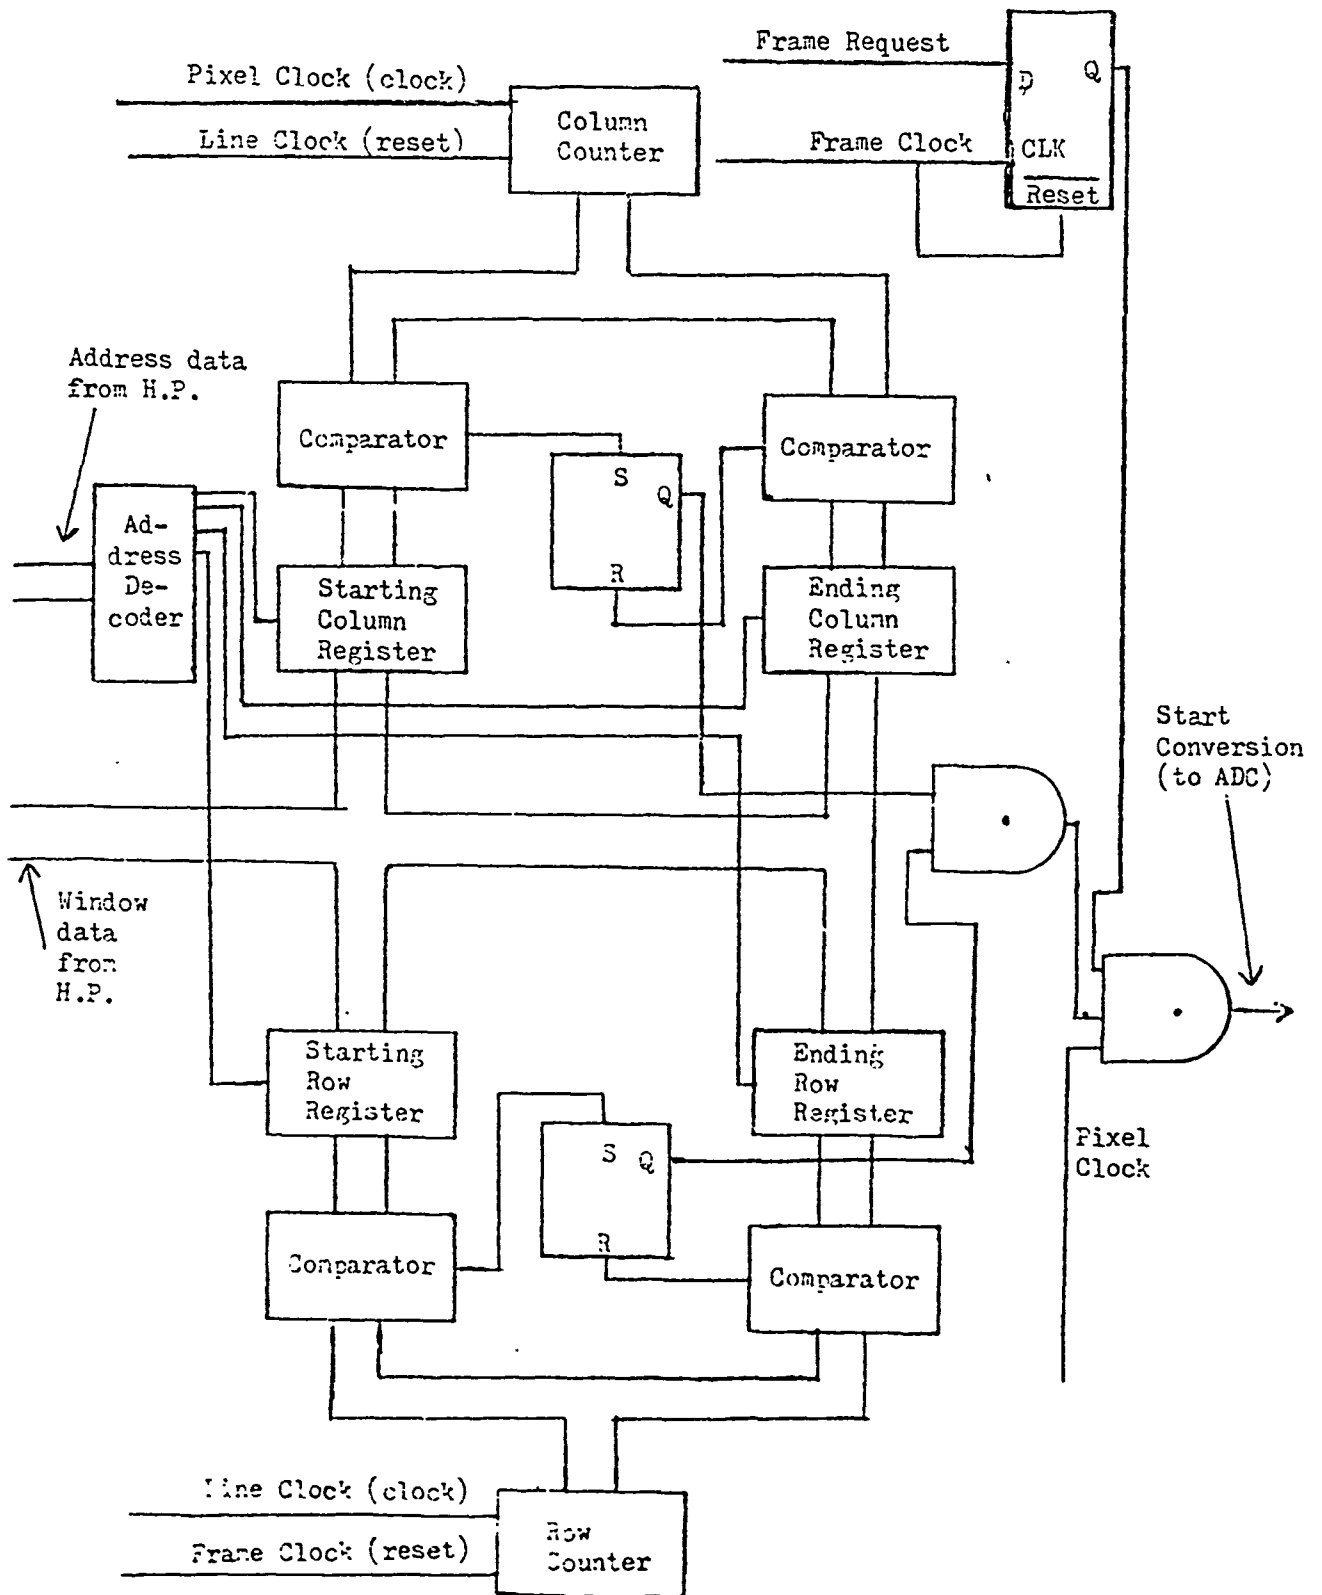 Frame Request
D Q
Pixel Clock (clock)
Column
Counter
Line Clock (reset)
Frame Clock
CLK
Reset
Address data
from H.P.
Comparator
Comparator
S
Q
R
Ad-
dress
De-
coder
Starting
Column
Register
Ending
Column
Register
Start
Conversion
(to ADC)
Window
data
from
H.P.
Starting
Row
Register
Ending
Row
Register
S Q
R
Pixel
Clock
Comparator
Comparator
Line Clock (clock)
Frame Clock (reset)
Row
Counter